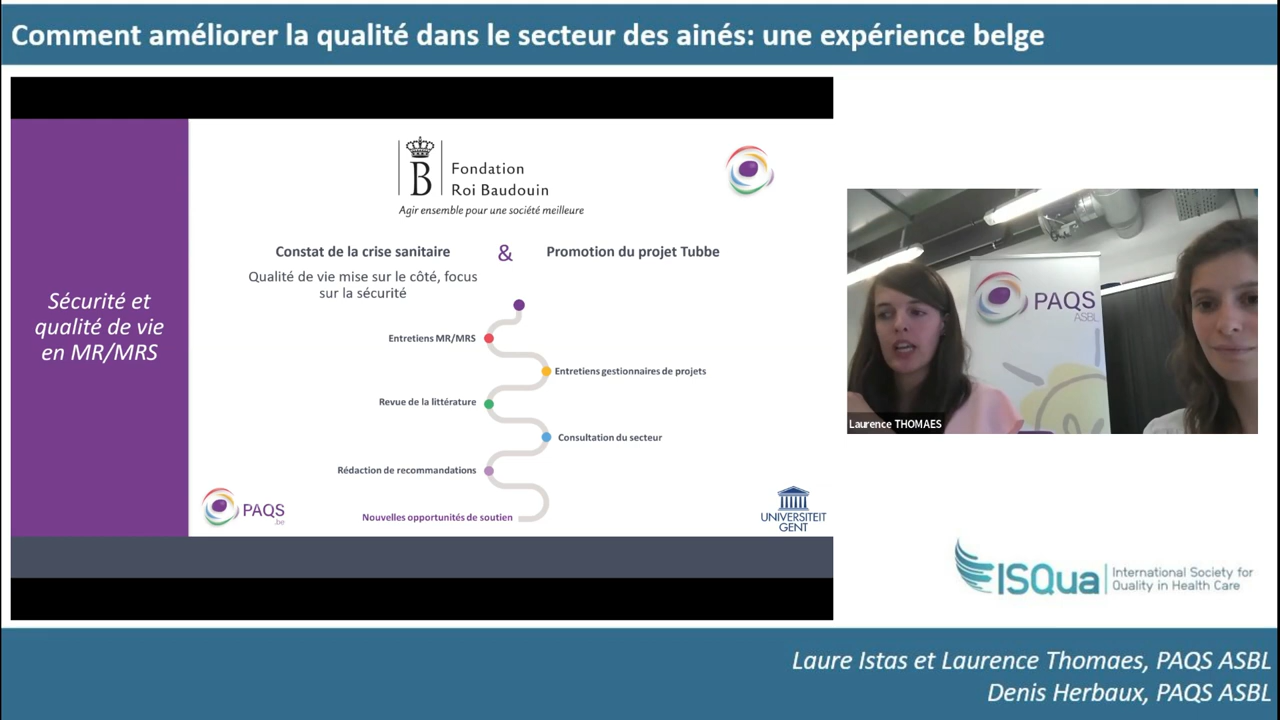 Comment améliorer la qualité dans le secteur des ainés: une expérience belge
Sécurité et
qualité de vie
en MR/MRS
B
Fondation
Roi Baudouin
Agir ensemble pour une société meilleure
Constat de la crise sanitaire
&
Promotion du projet Tubbe
Qualité de vie mise sur le côté, focus
sur la sécurité
Entretiens MR/MRS
Entretiens gestionnaires de projets
Revue de la littérature
Consultation du secteur
Rédaction de recommandations
Nouvelles opportunités de soutien
PAQS
.be
UNIVERSITEIT
GENT
PAQS
ASBL
Laurence THOMAES
ISQua
International Society for
Quality in Health Care
Laure Istas et Laurence Thomaes, PAQS ASBL
Denis Herbaux, PAQS ASBL